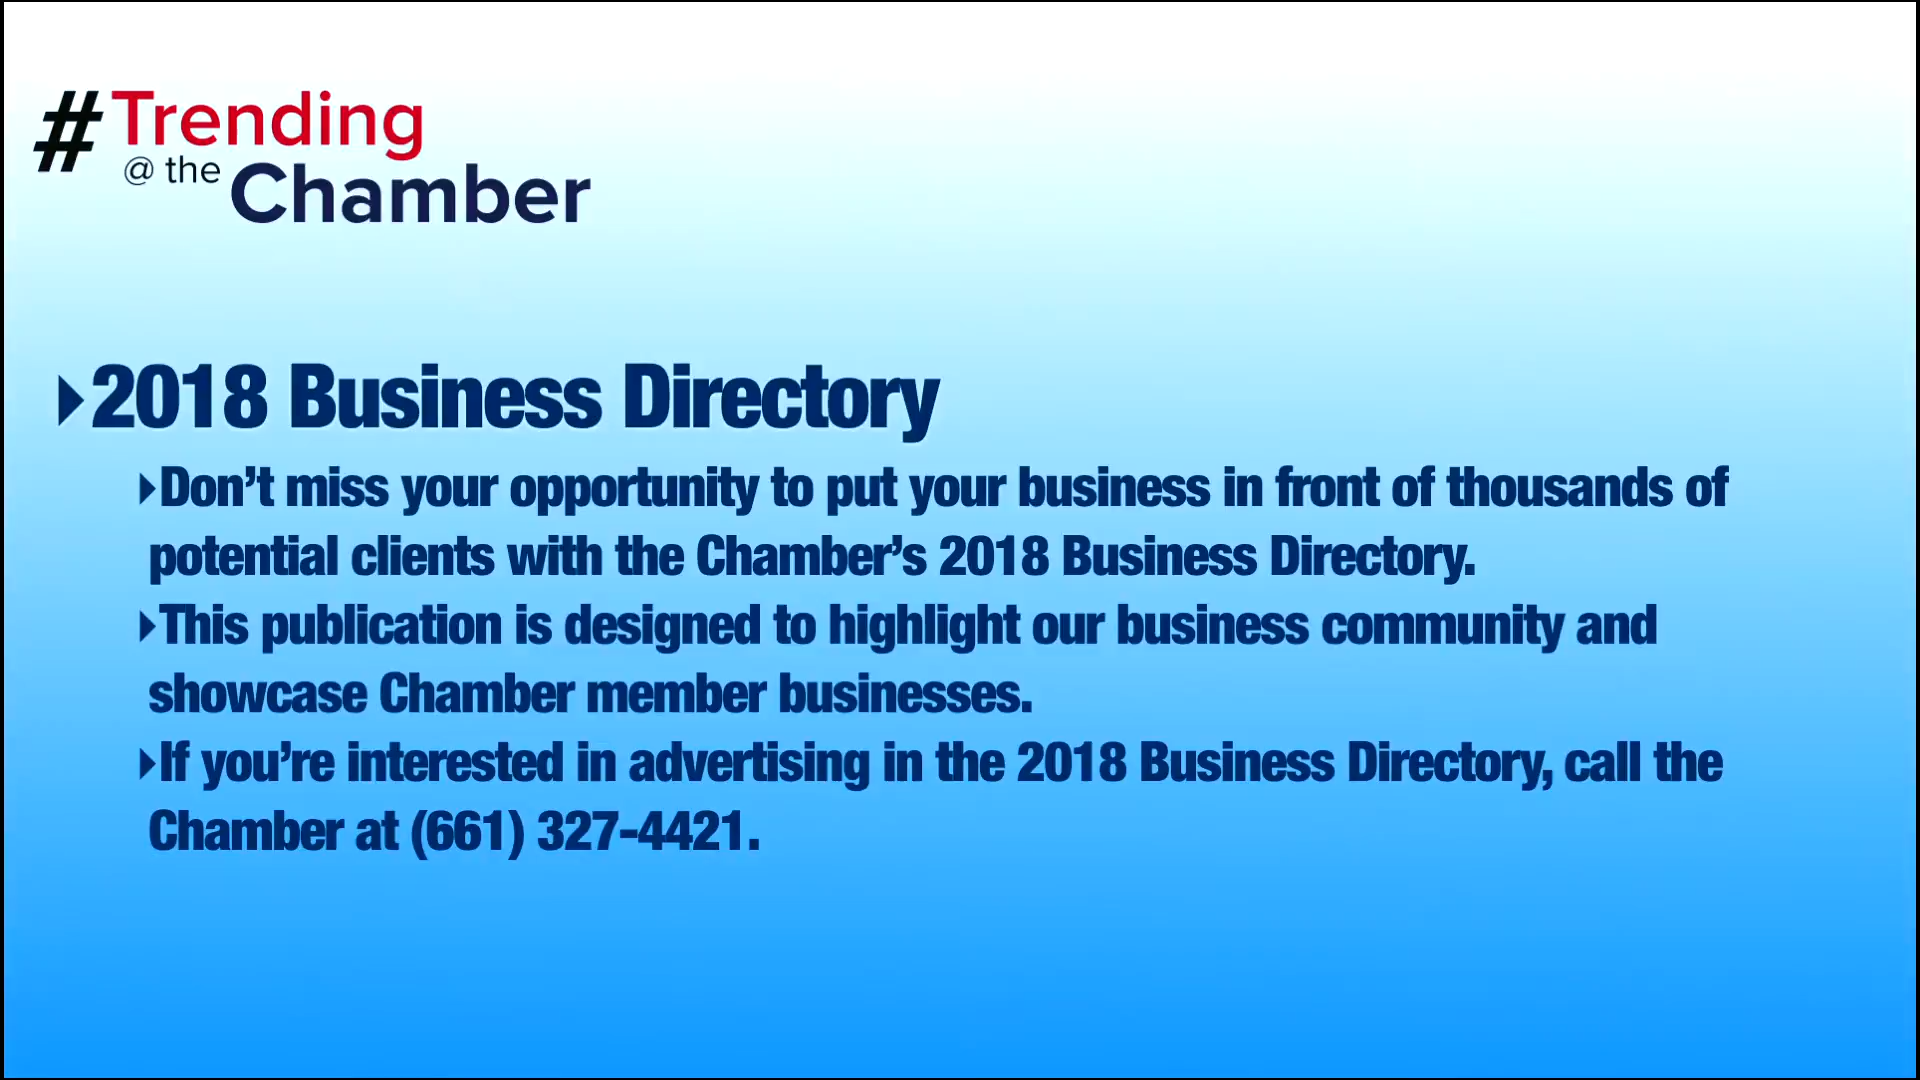 #Trending
@ the Chamber
▸2018 Business Directory
▸Don’t miss your opportunity to put your business in front of thousands of
potential clients with the Chamber’s 2018 Business Directory.
▸This publication is designed to highlight our business community and
showcase Chamber member businesses.
▸If you’re interested in advertising in the 2018 Business Directory, call the
Chamber at (661) 327-4421.